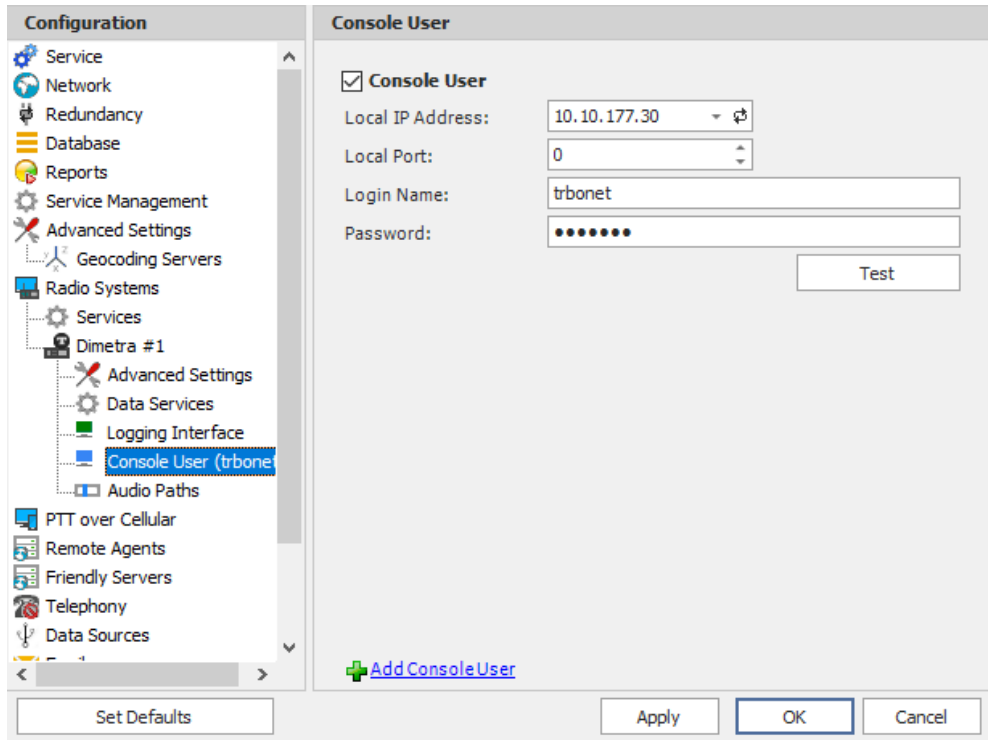 Configuration
Service
Network
Redundancy
Database
Reports
Service Management
Advanced Settings
Geocoding Servers
Radio Systems
Services
Dimetra #1
Advanced Settings
Data Services
Logging Interface
Console User (trbonet
Audio Paths
PTT over Cellular
Remote Agents
Friendly Servers
Telephony
Data Sources
Set Defaults
Console User
Console User
Local IP Address: 10.10.177.30
Local Port: 0
Login Name: trbonet
Password: •••••••
Test
Add Console User
Apply OK Cancel